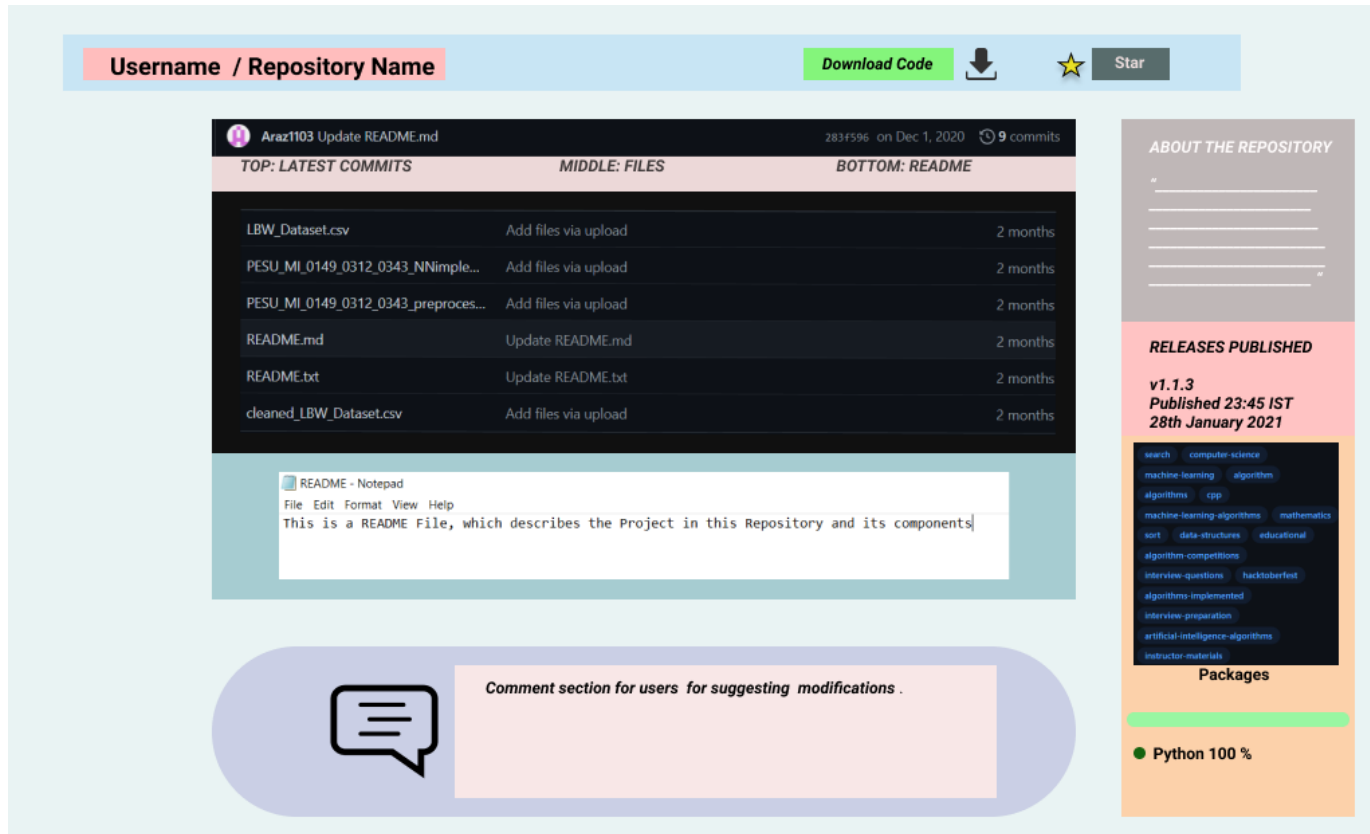 Username / Repository Name
Download Code
Star
Araz1103 Update README.md
283f596 on Dec 1, 2020
9 commits
TOP: LATEST COMMITS
MIDDLE: FILES
BOTTOM: README
LBW_Dataset.csv Add files via upload 2 months
PESU_MI_0149_0312_0343_NNimple... Add files via upload 2 months
PESU_MI_0149_0312_0343_preproces... Add files via upload 2 months
README.md Update README.md 2 months
README.txt Update README.txt 2 months
cleaned_LBW_Dataset.csv Add files via upload 2 months
README - Notepad
File Edit Format View Help
This is a README File, which describes the Project in this Repository and its components
Comment section for users for suggesting modifications .
ABOUT THE REPOSITORY
RELEASES PUBLISHED
v1.1.3
Published 23:45 IST
28th January 2021
search computer-science
machine-learning algorithm
algorithms cpp
machine-learning-algorithms mathematics
sort data-structures educational
algorithm-competitions
interview-questions hacktoberfest
algorithms-implemented
interview-preparation
artificial-intelligence-algorithms
instructor-materials
Packages
Python 100 %